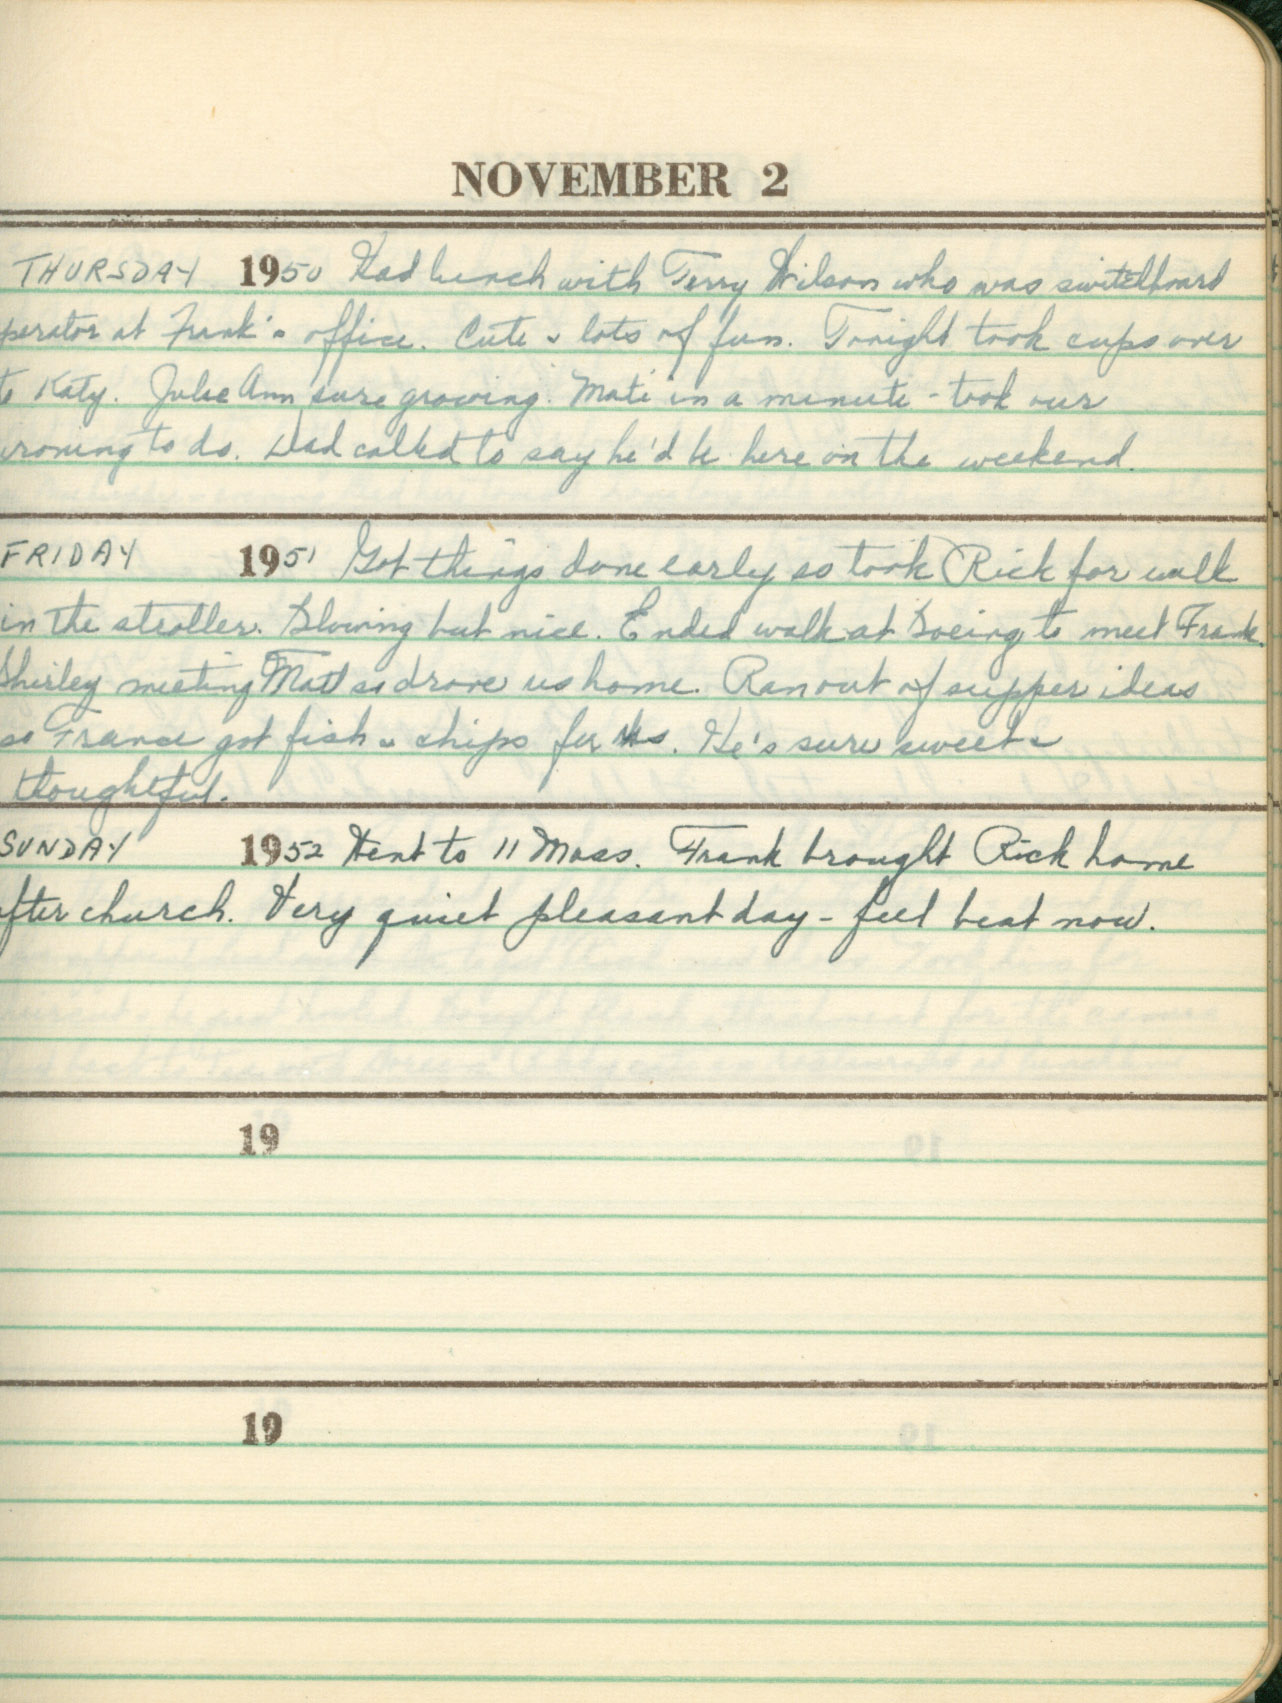 NOVEMBER 2
THURSDAY 1950 Had lunch with Terry Wilson who was switchboard
perator at Frank's office. Cute & lots of fun. Tonight took cups over
to Katy. Julie Ann sure growing. Mati in a minute - took our
ironing to do. Dad called to say he'd be here on the weekend.
FRIDAY 1951 Got things done early so took Rick for walk
in the stroller. Blowing but nice. Ended walk at Boeing to meet Frank.
Shirley meeting Matt so drove us home. Ran out of supper ideas
so France got fish & chips for us. He's sure sweet &
thoughtful.
SUNDAY 1952 Went to 11 Mass. Frank brought Rick home
fter church. Very quiet pleasant day - feel beat now.
19
19